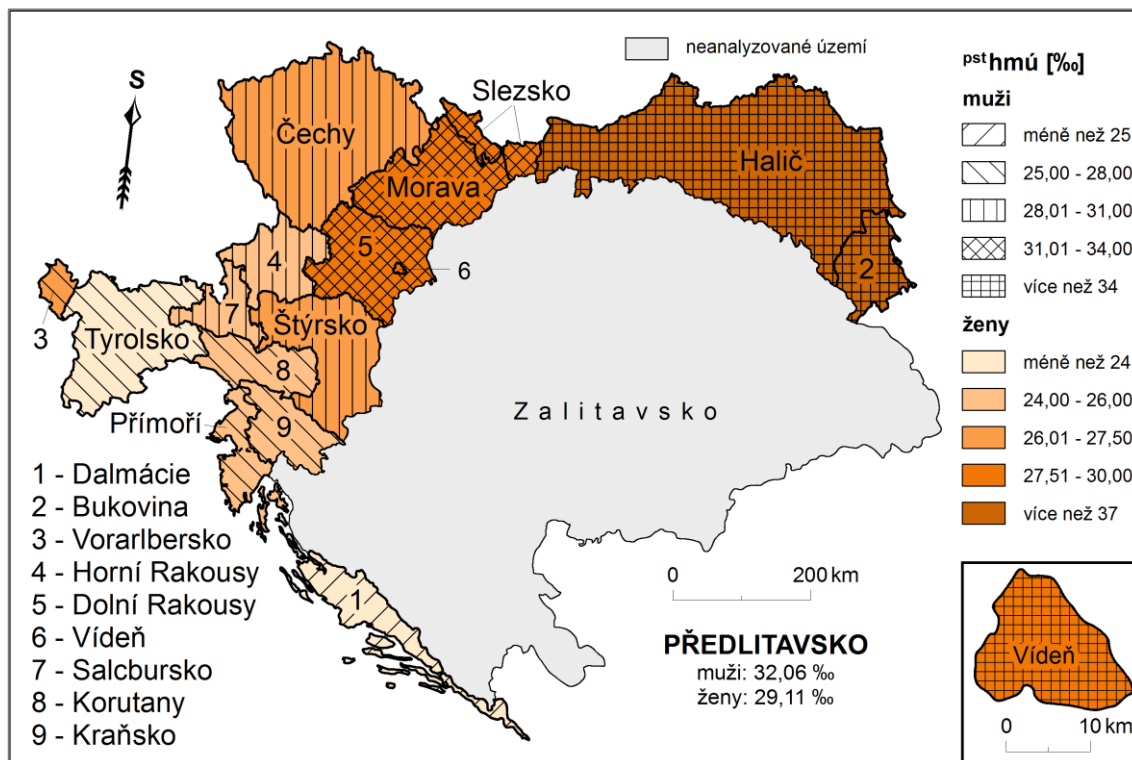 neanalyzované území
S
Čechy
Slezsko
Morava
Halič
2
4
5
6
3
Tyrolsko
7
Štýrsko
8
Přímoří
9
Zalitavsko
1
1 - Dalmácie
2 - Bukovina
3 - Vorarlbersko
4 - Horní Rakousy
5 - Dolní Rakousy
6 - Vídeň
7 - Salcbursko
8 - Korutany
9 - Kraňsko
0 200 km
PŘEDLITAVSKO
muži: 32,06 ‰
ženy: 29,11 ‰
pst hmú [‰]
muži
méně než 25
25,00 - 28,00
28,01 - 31,00
31,01 - 34,00
více než 34
ženy
méně než 24
24,00 - 26,00
26,01 - 27,50
27,51 - 30,00
více než 37
Vídeň
0 10 km